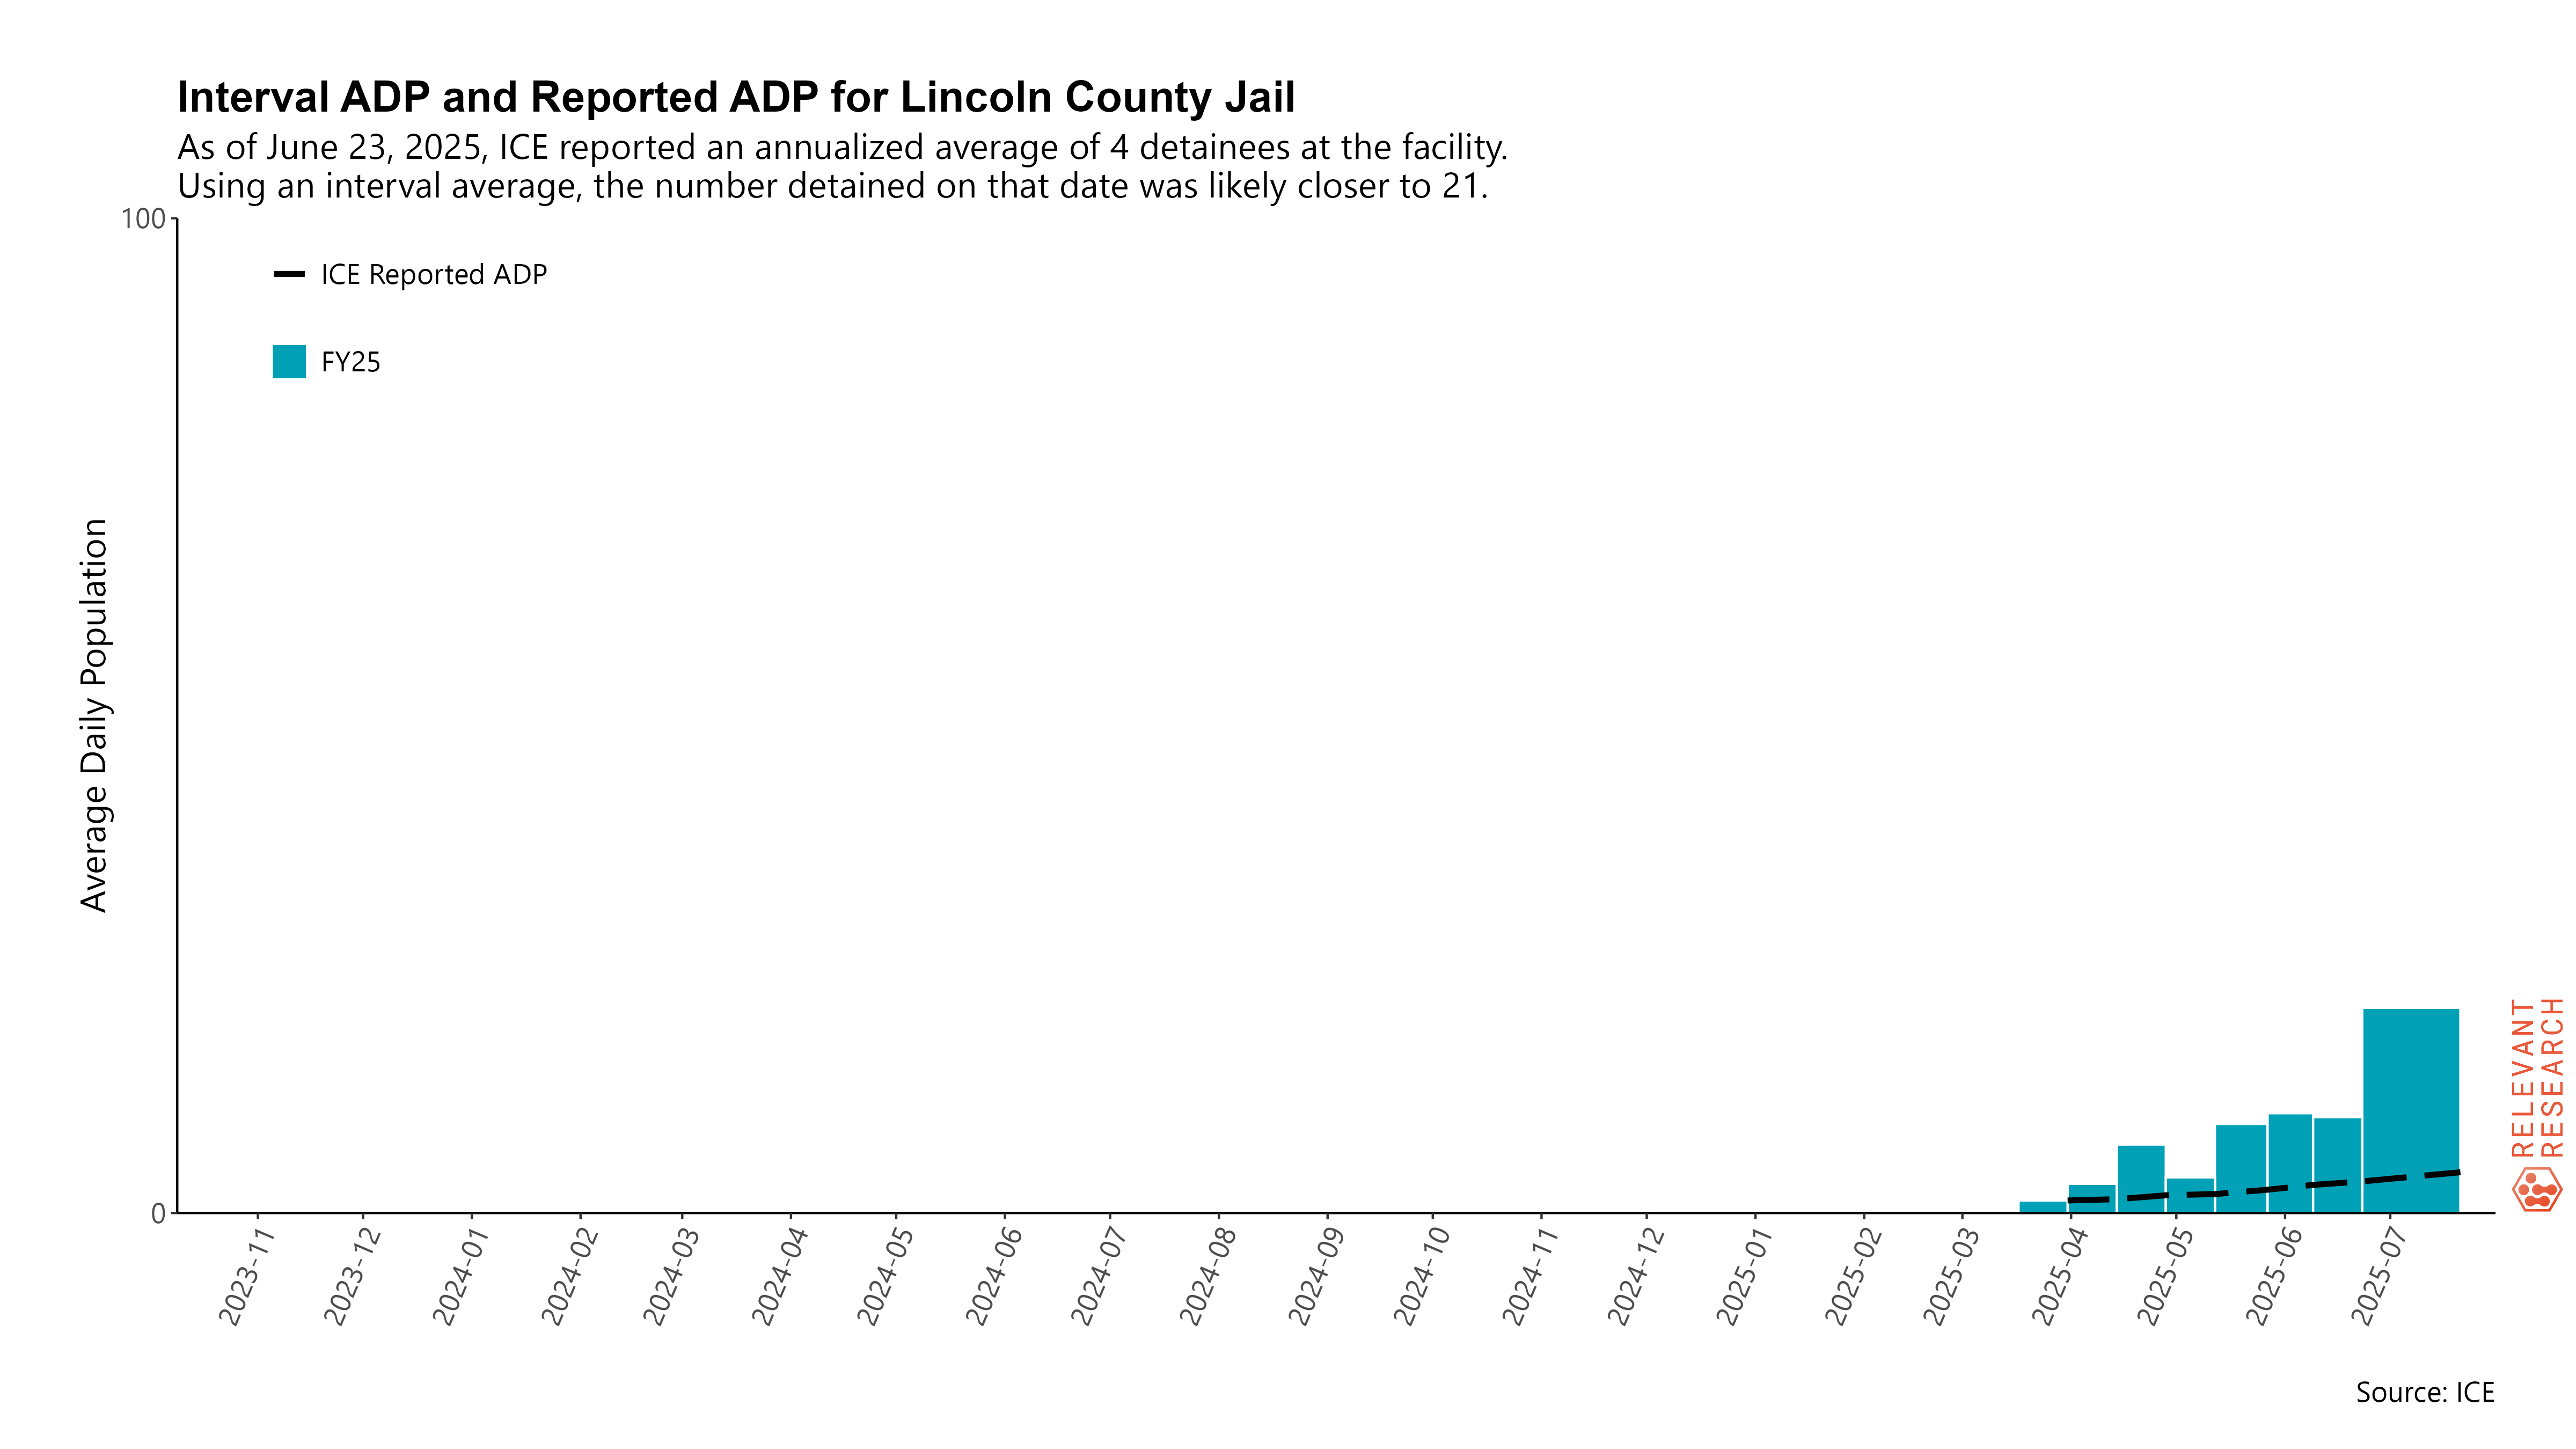 Interval ADP and Reported ADP for Lincoln County Jail
As of June 23, 2025, ICE reported an annualized average of 4 detainees at the facility.
Using an interval average, the number detained on that date was likely closer to 21.
100
ICE Reported ADP
FY25
Average Daily Population
0
2023-11
2023-12
2024-01
2024-02
2024-03
2024-04
2024-05
2024-06
2024-07
2024-08
2024-09
2024-10
2024-11
2024-12
2025-01
2025-02
2025-03
2025-04
2025-05
2025-06
2025-07
RELEVANT
RESEARCH
Source: ICE